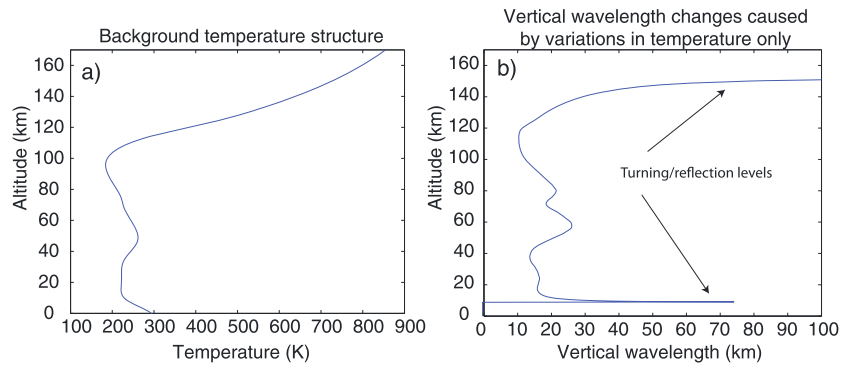 Background temperature structure
a)
160
140
120
100
80
60
40
20
0
Altitude (km)
100 200 300 400 500 600 700 800 900
Temperature (K)
Vertical wavelength changes caused
by variations in temperature only
b)
160
140
120
100
80
60
40
20
0
Altitude (km)
Turning/reflection levels
0 10 20 30 40 50 60 70 80 90 100
Vertical wavelength (km)